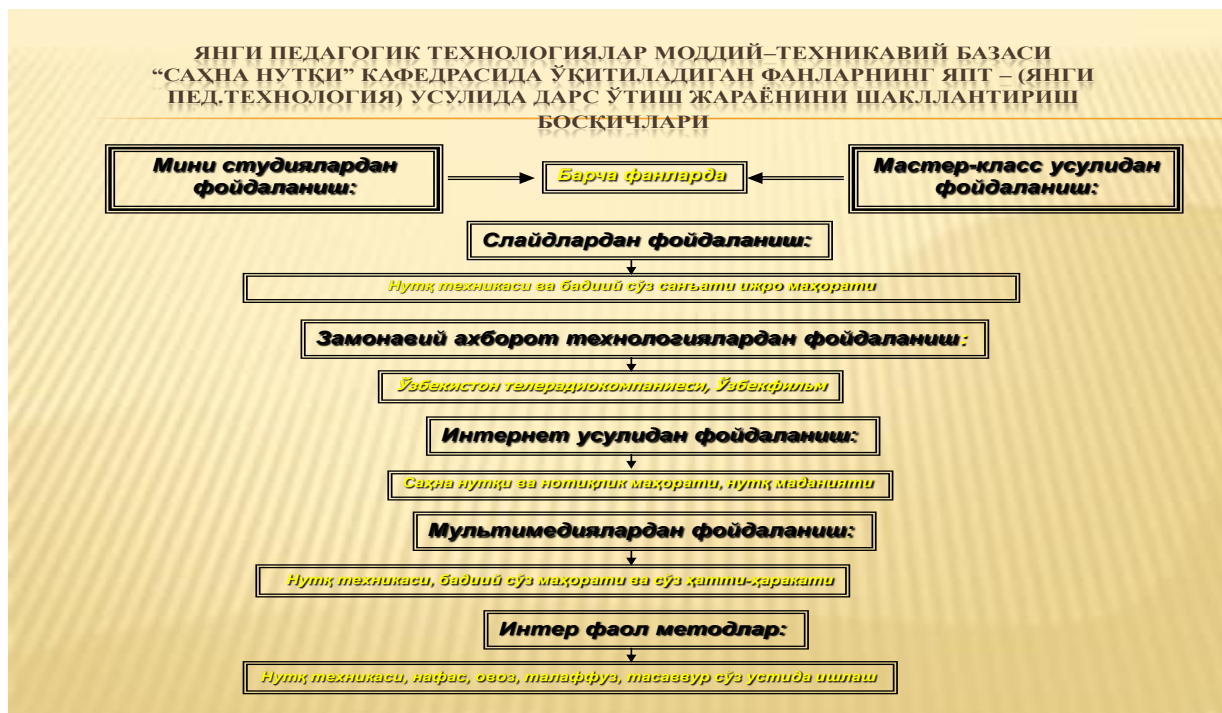 ЯНГИ ПЕДАГОГИК ТЕХНОЛОГИЯЛАР МОДДИЙ–ТЕХНИКАВИЙ БАЗАСИ
“САҲНА НУТҚИ” КАФЕДРАСИДА ЎҚИТИЛАДИГАН ФАНЛАРНИНГ ЯПТ – (ЯНГИ
ПЕД.ТЕХНОЛОГИЯ) УСУЛИДА ДАРС ЎТИШ ЖАРАЁНИНИ ШАКЛЛАНТИРИШ
БОСҚИЧЛАРИ
Мини студиялардан
фойдаланиш:
Барча фанларда
Мастер-класс усулидан
фойдаланиш:
Слайдлардан фойдаланиш:
Нутқ техникаси ва бадиий сўз санъати ижро маҳорати
Замонавий ахборот технологиялардан фойдаланиш:
Ўзбекистон телерадиокомпаниеси, Ўзбекфильм
Интернет усулидан фойдаланиш:
Саҳна нутқи ва нотиқлик маҳорати, нутқ маданияти
Мультимедиялардан фойдаланиш:
Нутқ техникаси, бадиий сўз маҳорати ва сўз ҳатти-ҳаракати
Интер фаол методлар:
Нутқ техникаси, нафас, овоз, талаффуз, тасаввур сўз устида ишлаш